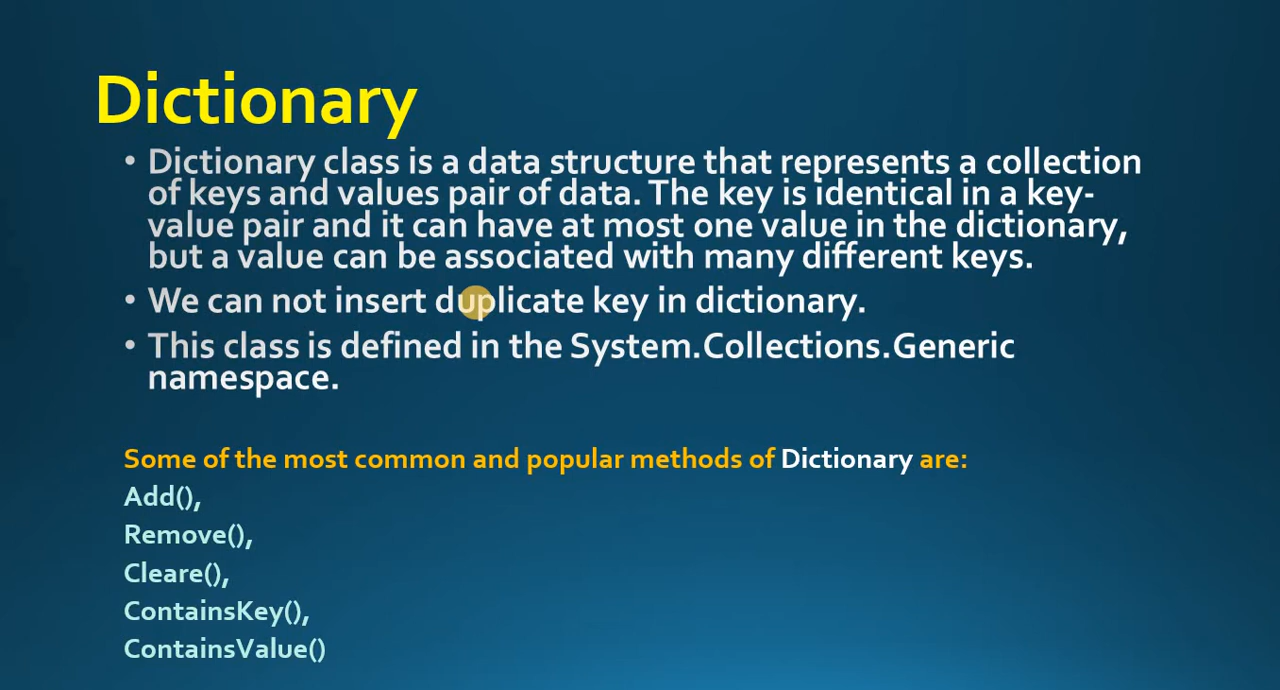 Dictionary
• Dictionary class is a data structure that represents a collection
of keys and values pair of data. The key is identical in a key-
value pair and it can have at most one value in the dictionary,
but a value can be associated with many different keys.
• We can not insert duplicate key in dictionary.
• This class is defined in the System.Collections.Generic
namespace.
Some of the most common and popular methods of Dictionary are:
Add(),
Remove(),
Cleare(),
ContainsKey(),
ContainsValue()